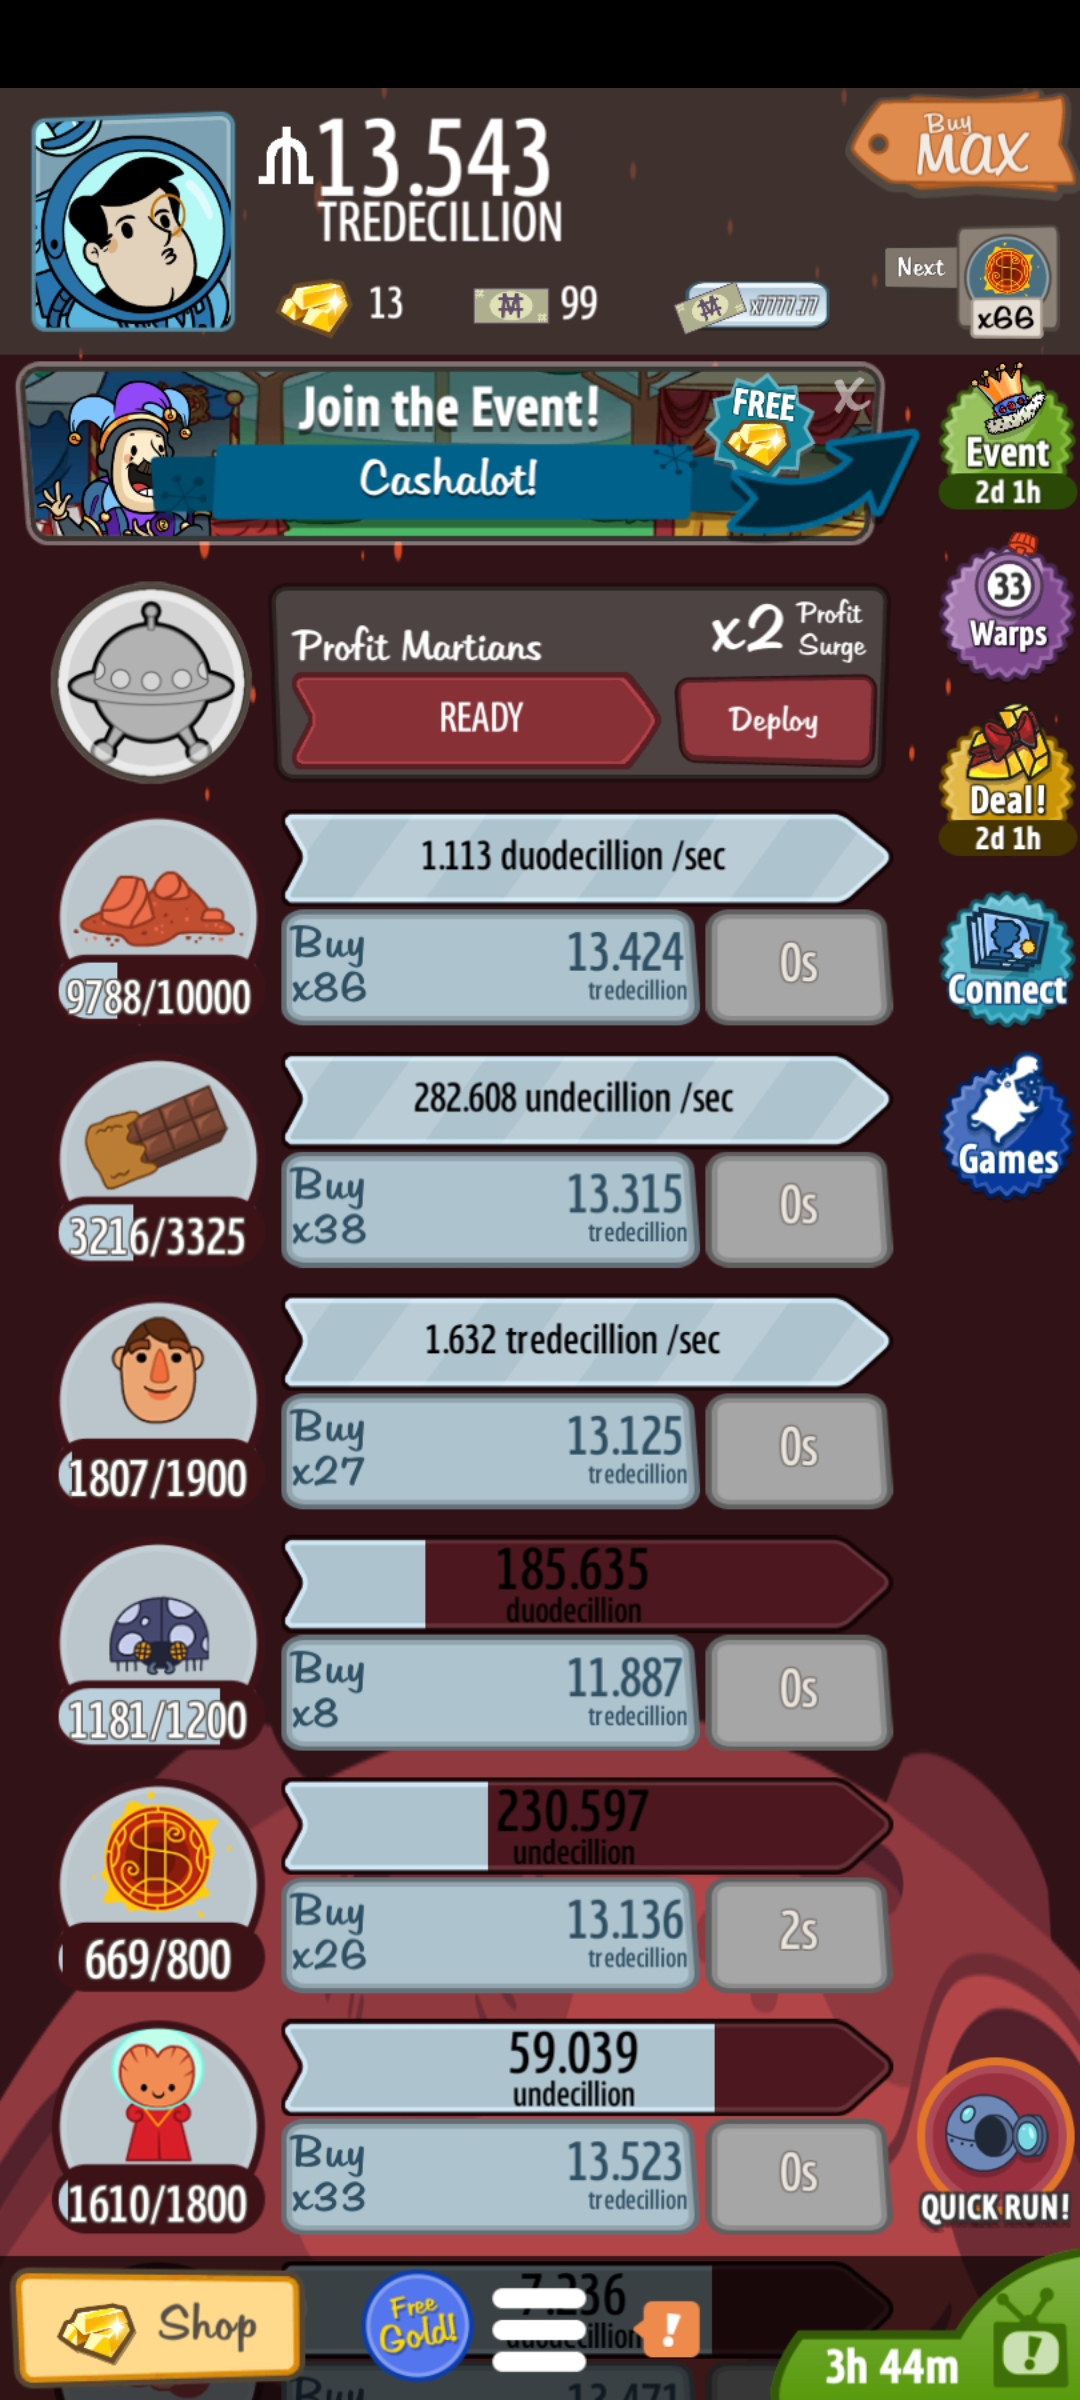 13.543
TREDECILLION
Buy
MAX
13
99
x7777.77
Next
x66
Join the Event!
Cashalot!
FREE
X
Event
2d 1h
33
Warps
Profit Martians
x2 Profit
Surge
READY
Deploy
Deal!
2d 1h
1.113 duodecillion /sec
9788/10000
Buy
x86
13.424
tredecillion
0s
Connect
282.608 undecillion /sec
3216/3325
Buy
x38
13.315
tredecillion
0s
Games
1.632 tredecillion /sec
1807/1900
Buy
x27
13.125
tredecillion
0s
185.635
duodecillion
1181/1200
Buy
x8
11.887
tredecillion
0s
230.597
undecillion
669/800
Buy
x26
13.136
tredecillion
2s
59.039
undecillion
1610/1800
Buy
x33
13.523
tredecillion
0s
QUICK RUN!
Shop
Free
Gold!
7.236
duodecillion
!
3h 44m
!
Buy
13.471